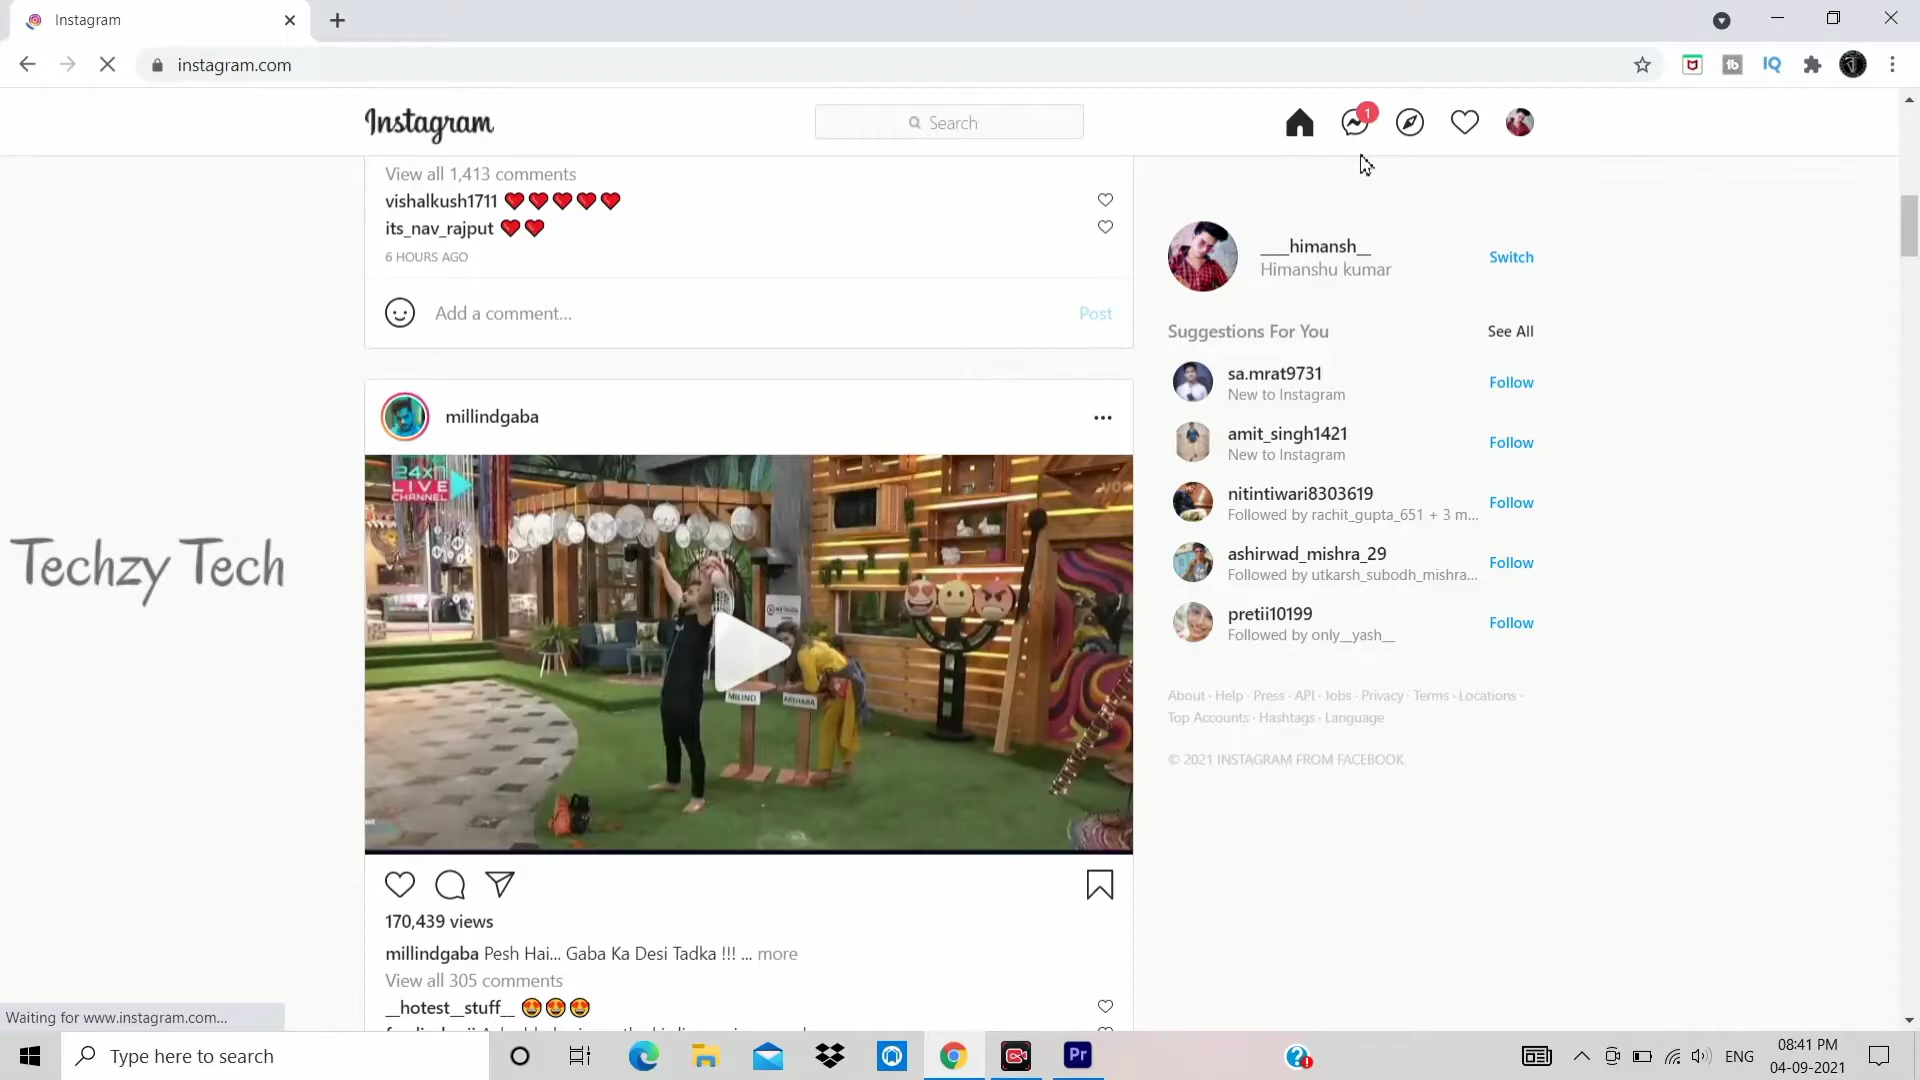 Instagram
instagram.com
Instagram
Search
1
View all 1,413 comments
vishalkush1711 ❤️❤️❤️❤️❤️
its_nav_rajput ❤️❤️
6 HOURS AGO
Add a comment...
Post
millindgaba
24x7
LIVE
CHANNEL
MILIND
AKSHARA
170,439 views
millindgaba Pesh Hai... Gaba Ka Desi Tadka !!! ... more
View all 305 comments
__hotest__stuff__ 😍😍😍
____himansh__
Himanshu kumar
Switch
Suggestions For You
See All
sa.mrat9731
New to Instagram
Follow
amit_singh1421
New to Instagram
Follow
nitintiwari8303619
Followed by rachit_gupta_651 + 3 m...
Follow
ashirwad_mishra_29
Followed by utkarsh_subodh_mishra...
Follow
pretii10199
Followed by only__yash__
Follow
About · Help · Press · API · Jobs · Privacy · Terms · Locations ·
Top Accounts · Hashtags · Language
© 2021 INSTAGRAM FROM FACEBOOK
Techzy Tech
Waiting for www.instagram.com...
Type here to search
Pr
ENG
08:41 PM
04-09-2021